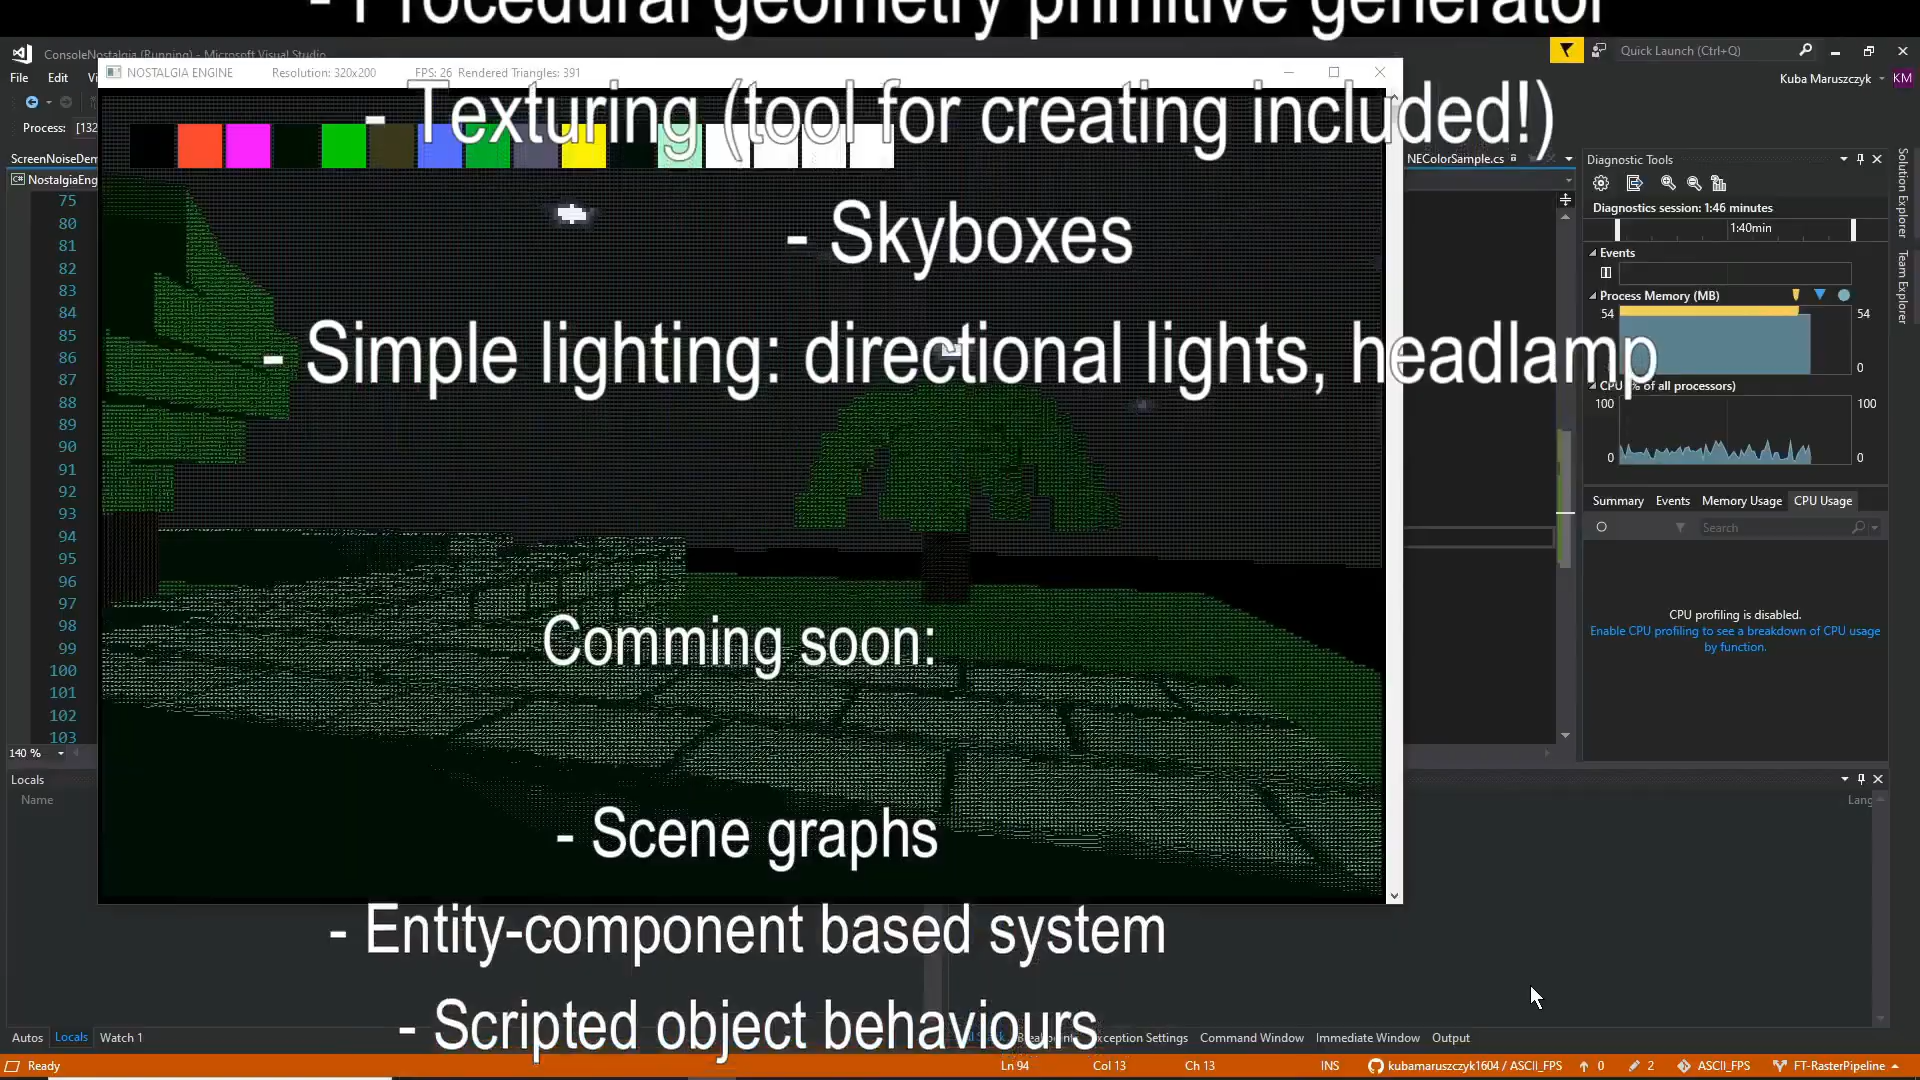 - Procedural geometry primitive generator
ConsoleNostalgia (Running) - Microsoft Visual Studio
Quick Launch (Ctrl+Q)
File Edit
Kuba Maruszczyk KM
NOSTALGIA ENGINE Resolution: 320x200 FPS: 26 Rendered Triangles: 391
- Texturing (tool for creating included!)
Process: [132
ScreenNoiseDem
NEColorSample.cs
NostalgiaEng
Diagnostic Tools
Solution Explorer
Team Explorer
Diagnostics session: 1:46 minutes
1:40min
Events
Process Memory (MB)
54 54
0 0
CPU (% of all processors)
100 100
0 0
Summary Events Memory Usage CPU Usage
Search
CPU profiling is disabled.
Enable CPU profiling to see a breakdown of CPU usage
by function.
- Skyboxes
- Simple lighting: directional lights, headlamp
75
80
81
82
83
84
85
86
87
88
89
90
91
92
93
94
95
96
97
98
99
100
101
102
103
140 %
Comming soon:
- Scene graphs
- Entity-component based system
- Scripted object behaviours
Locals
Name
Lang
Autos Locals Watch 1
Exception Settings Command Window Immediate Window Output
Ready
Ln 94 Col 13 Ch 13 INS kubamaruszczyk1604 / ASCII_FPS 0 2 ASCII_FPS FT-RasterPipeline